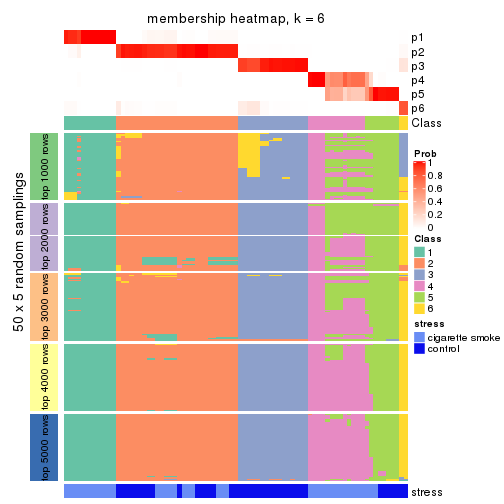 membership heatmap, k = 6
p1
p2
p3
p4
p5
p6
Class
50 x 5 random samplings
top 1000 rows
top 2000 rows
top 3000 rows
top 4000 rows
top 5000 rows
stress
Prob
1
0.8
0.6
0.4
0.2
0
Class
1
2
3
4
5
6
stress
cigarette smoke
control